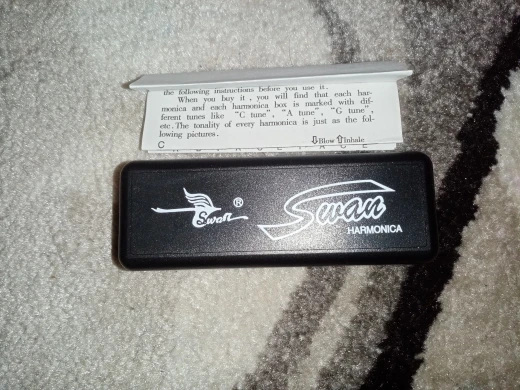 the following instructions before you use it.
When you buy it , you will find that each har-
monica and each harmonica box is marked with dif-
ferent tunes like "C tune", "A tune", "G tune",
etc. The tonality of every harmonica is just as the fol-
lowing pictures.
⇩Blow ⇧Inhale
C
Swan ®
Swan
HARMONICA